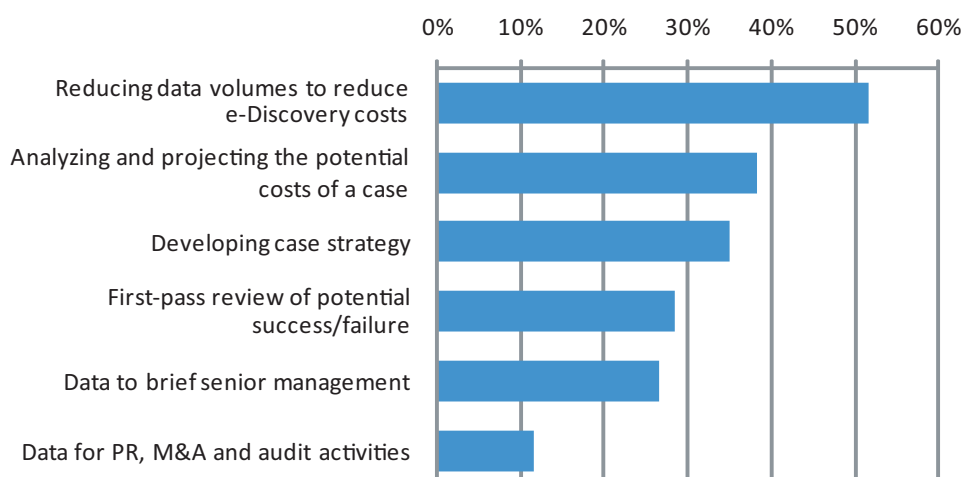 0% 10% 20% 30% 40% 50% 60%
Reducing data volumes to reduce
e-Discovery costs
Analyzing and projecting the potential
costs of a case
Developing case strategy
First-pass review of potential
success/failure
Data to brief senior management
Data for PR, M&A and audit activities